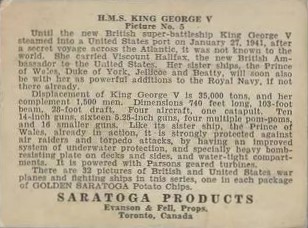 H.M.S. KING GEORGE V
Picture No. 5
Until the new British super-battleship King George V
steamed into a United States port on January 27, 1941, after
a secret voyage across the Atlantic, it was not known to the
world. She carried Viscount Halifax, the new British Am-
bassador to the United States. Her sister ships, the Prince
of Wales, Duke of York, Jellicoe and Beatty, will soon also
be with her as powerful additions to the Royal Navy, if not
there already.
Displacement of King George V is 35,000 tons, and her
complement 1,500 men. Dimensions 740 feet long, 103-foot
beam, 28-foot draft. Four aircraft, one catapult. Ten
14-inch guns, sixteen 5.25-inch guns, four multiple pom-poms,
and 16 smaller guns. Like its sister ship, the Prince of
Wales, already in action, it is strongly protected against
air raids and torpedo attacks, by having an improved
system of underwater protection, and specially heavy bomb-
resisting plate on decks and sides, and water-tight compart-
ments. It is powered with Parsons geared turbines.
There are 32 pictures of British and United States war
planes and fighting ships in this series, one in each package
of GOLDEN SARATOGA Potato Chips.
SARATOGA PRODUCTS
Evanson & Fell, Props.
Toronto, Canada